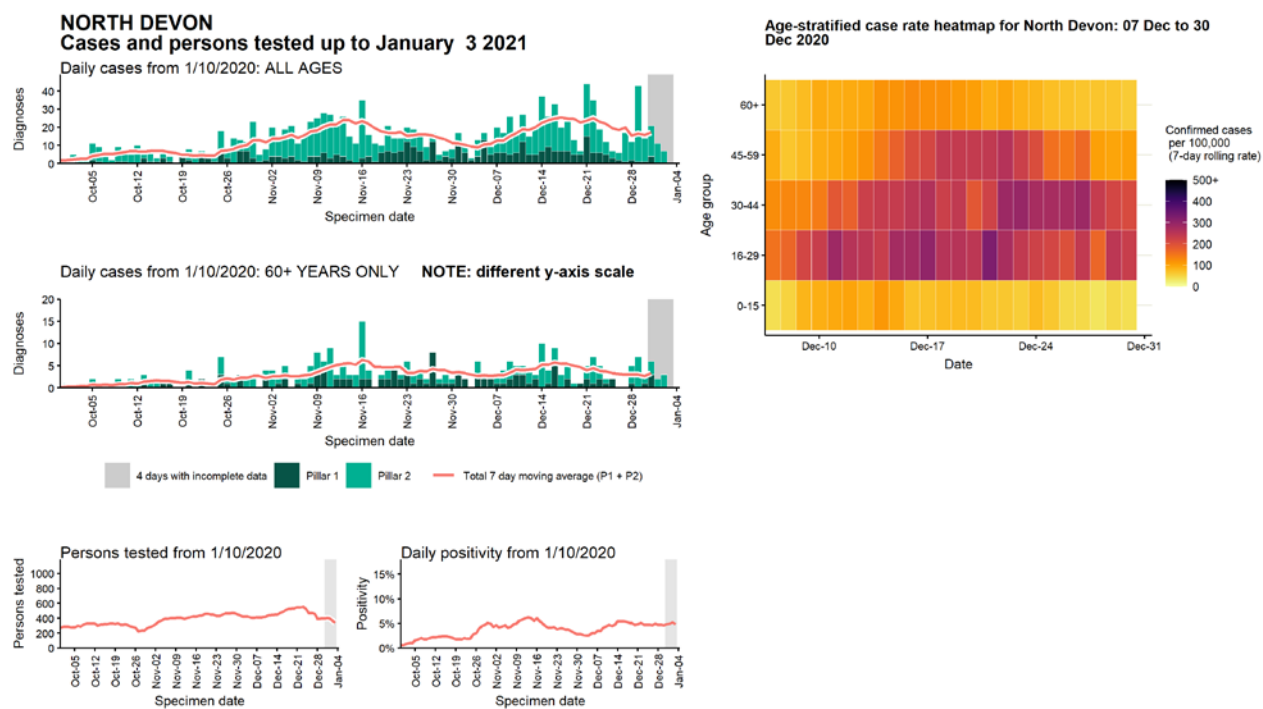 NORTH DEVON
Cases and persons tested up to January 3 2021
Daily cases from 1/10/2020: ALL AGES
Diagnoses
40
30
20
10
0
Oct-05
Oct-12
Oct-19
Oct-26
Nov-02
Nov-09
Nov-16
Nov-23
Nov-30
Dec-07
Dec-14
Dec-21
Dec-28
Jan-04
Specimen date
Daily cases from 1/10/2020: 60+ YEARS ONLY NOTE: different y-axis scale
Diagnoses
20
15
10
5
0
Oct-05
Oct-12
Oct-19
Oct-26
Nov-02
Nov-09
Nov-16
Nov-23
Nov-30
Dec-07
Dec-14
Dec-21
Dec-28
Jan-04
Specimen date
4 days with incomplete data
Pillar 1
Pillar 2
Total 7 day moving average (P1 + P2)
Persons tested from 1/10/2020
Persons tested
1000
800
600
400
200
0
Oct-05
Oct-12
Oct-19
Oct-26
Nov-02
Nov-09
Nov-16
Nov-23
Nov-30
Dec-07
Dec-14
Dec-21
Dec-28
Jan-04
Specimen date
Daily positivity from 1/10/2020
Positivity
15%
10%
5%
0%
Oct-05
Oct-12
Oct-19
Oct-26
Nov-02
Nov-09
Nov-16
Nov-23
Nov-30
Dec-07
Dec-14
Dec-21
Dec-28
Jan-04
Specimen date
Age-stratified case rate heatmap for North Devon: 07 Dec to 30
Dec 2020
Age group
60+
45-59
30-44
16-29
0-15
Dec-10
Dec-17
Dec-24
Dec-31
Date
Confirmed cases
per 100,000
(7-day rolling rate)
500+
400
300
200
100
0